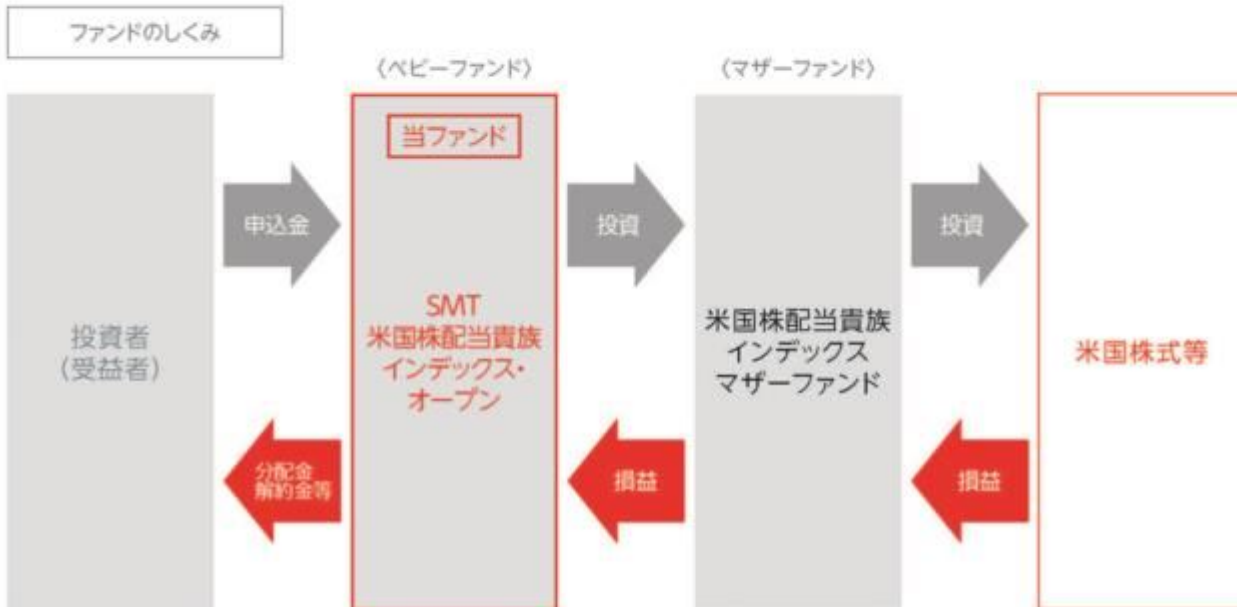 ファンドのしくみ
〈ベビーファンド〉
〈マザーファンド〉
当ファンド
申込金
投資
投資
投資者
(受益者)
SMT
米国株配当貴族
インデックス・
オープン
米国株配当貴族
インデックス
マザーファンド
米国株式等
分配金
解約金等
損益
損益